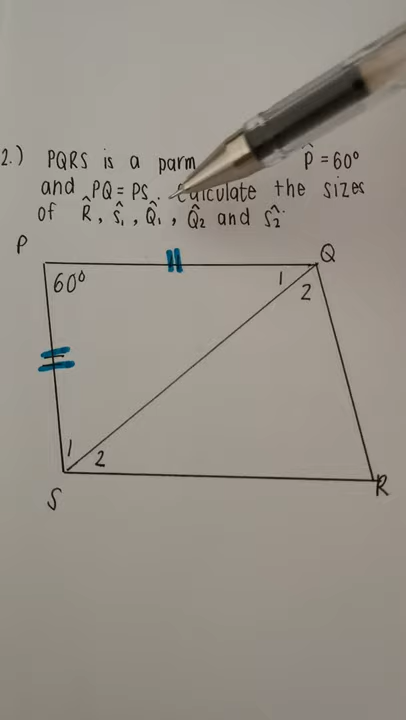 2.) PQRS is a parm P̂ = 60°
and PQ = PS. Calculate the sizes
of R̂, Ŝ1, Q̂1, Q̂2 and Ŝ2.
P
Q
60°
1
2
1
2
S
R